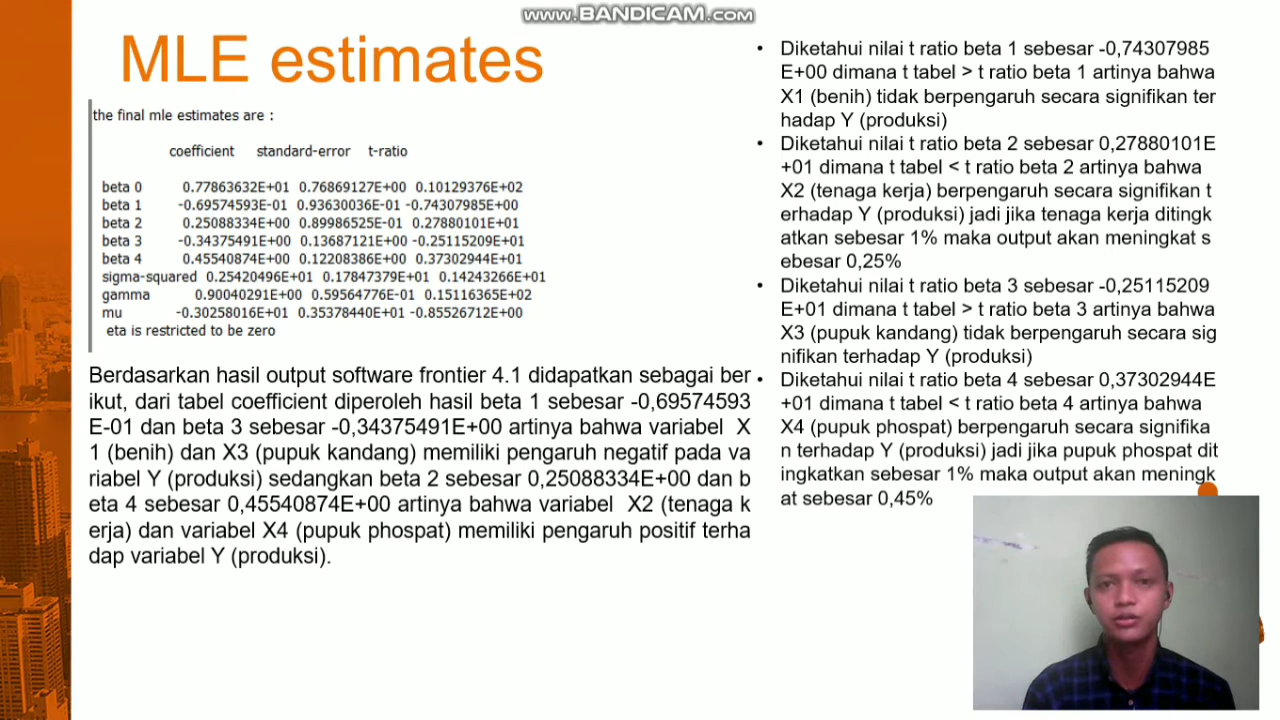 www.BANDICAM.com
MLE estimates
the final mle estimates are :
coefficient standard-error t-ratio
beta 0 0.77863632E+01 0.76869127E+00 0.10129376E+02
beta 1 -0.69574593E-01 0.93630036E-01 -0.74307985E+00
beta 2 0.25088334E+00 0.89986525E-01 0.27880101E+01
beta 3 -0.34375491E+00 0.13687121E+00 -0.25115209E+01
beta 4 0.45540874E+00 0.12208386E+00 0.37302944E+01
sigma-squared 0.25420496E+01 0.17847379E+01 0.14243266E+01
gamma 0.90040291E+00 0.59564776E-01 0.15116365E+02
mu -0.30258016E+01 0.35378440E+01 -0.85526712E+00
eta is restricted to be zero
Berdasarkan hasil output software frontier 4.1 didapatkan sebagai ber
ikut, dari tabel coefficient diperoleh hasil beta 1 sebesar -0,69574593
E-01 dan beta 3 sebesar -0,34375491E+00 artinya bahwa variabel X
1 (benih) dan X3 (pupuk kandang) memiliki pengaruh negatif pada va
riabel Y (produksi) sedangkan beta 2 sebesar 0,25088334E+00 dan b
eta 4 sebesar 0,45540874E+00 artinya bahwa variabel X2 (tenaga k
erja) dan variabel X4 (pupuk phospat) memiliki pengaruh positif terha
dap variabel Y (produksi).
• Diketahui nilai t ratio beta 1 sebesar -0,74307985
E+00 dimana t tabel > t ratio beta 1 artinya bahwa
X1 (benih) tidak berpengaruh secara signifikan ter
hadap Y (produksi)
• Diketahui nilai t ratio beta 2 sebesar 0,27880101E
+01 dimana t tabel < t ratio beta 2 artinya bahwa
X2 (tenaga kerja) berpengaruh secara signifikan t
erhadap Y (produksi) jadi jika tenaga kerja ditingk
atkan sebesar 1% maka output akan meningkat s
ebesar 0,25%
• Diketahui nilai t ratio beta 3 sebesar -0,25115209
E+01 dimana t tabel > t ratio beta 3 artinya bahwa
X3 (pupuk kandang) tidak berpengaruh secara sig
nifikan terhadap Y (produksi)
• Diketahui nilai t ratio beta 4 sebesar 0,37302944E
+01 dimana t tabel < t ratio beta 4 artinya bahwa
X4 (pupuk phospat) berpengaruh secara signifika
n terhadap Y (produksi) jadi jika pupuk phospat dit
ingkatkan sebesar 1% maka output akan meningk
at sebesar 0,45%